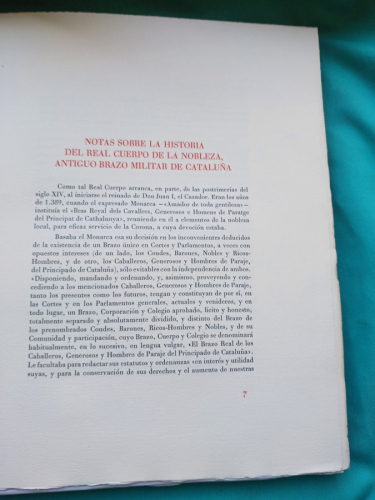 NOTAS SOBRE LA HISTORIA
DEL REAL CUERPO DE LA NOBLEZA,
ANTIGUO BRAZO MILITAR DE CATALUÑA
Como tal Real Cuerpo arranca, en parte, de las postrimerías del
siglo XIV, al iniciarse el reinado de Don Juan I, el Cazador. Eran los años
de 1.389, cuando el expresado Monarca —«Amador de toda gentileza»—
instituía el «Bras Reyal dels Cavallers, Generosos e Homens de Paratge
del Principat de Cathalunya», reuniendo en él a elementos de la nobleza
local, para eficaz servicio de la Corona, a cuya devoción estaba.
Basaba el Monarca esa su decisión en los inconvenientes deducidos
de la existencia de un Brazo único en Cortes y Parlamentos, a veces con
opuestos intereses (de un lado, los Condes, Barones, Nobles y Ricos-
Hombres, y de otro, los Caballeros, Generosos y Hombres de Paraje,
del Principado de Cataluña), sólo evitables con la independencia de ambos.
«Disponiendo, mandando y ordenando, y, asimismo, proveyendo y con-
cediendo a los mencionados Caballeros, Generosos y Hombres de Paraje,
tanto los presentes como los futuros, tengan y constituyan de por sí, en
las Cortes y en los Parlamentos generales, actuales y venideros, y en
todo lugar, un Brazo, Corporación y Colegio aprobado, lícito y honesto,
totalmente separado y absolutamente dividido, y distinto del Brazo de
los prenombrados Condes, Barones, Ricos-Hombres y Nobles, y de su
Comunidad y participación, cuyo Brazo, Cuerpo y Colegio se denominará
habitualmente, en lo sucesivo, en lengua vulgar, «El Brazo Real de los
Caballeros, Generosos y Hombres de Paraje del Principado de Cataluña».
Le facultaba para redactar sus estatutos y ordenanzas «en interés y utilidad
suyas, y para la conservación de sus derechos y el aumento de nuestras
7